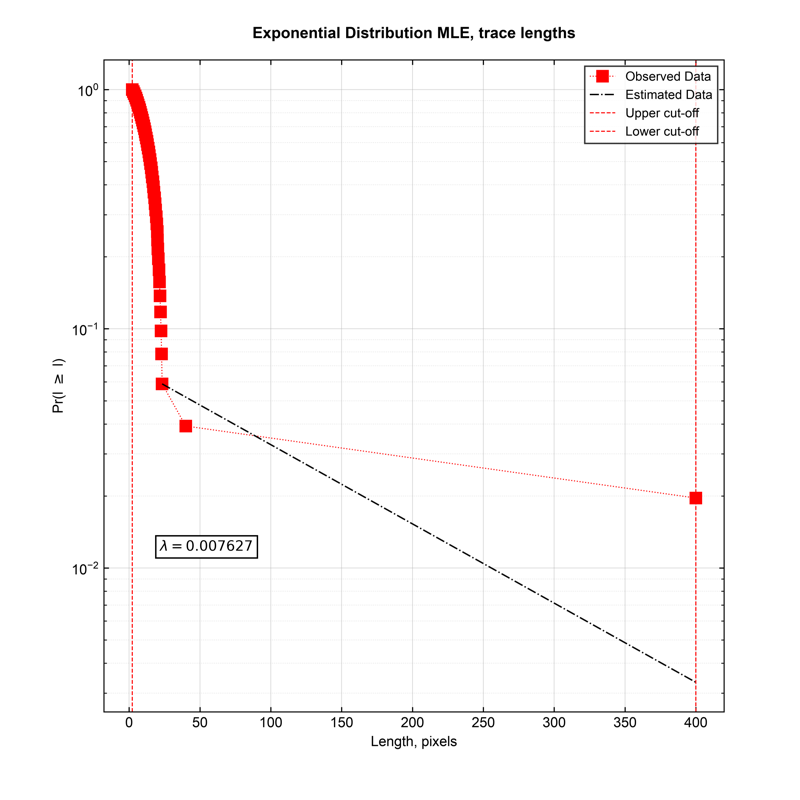 Exponential Distribution MLE, trace lengths
Observed Data
Estimated Data
Upper cut-off
Lower cut-off
10⁰
10⁻¹
10⁻²
Pr(l ≥ l)
λ = 0.007627
0 50 100 150 200 250 300 350 400
Length, pixels